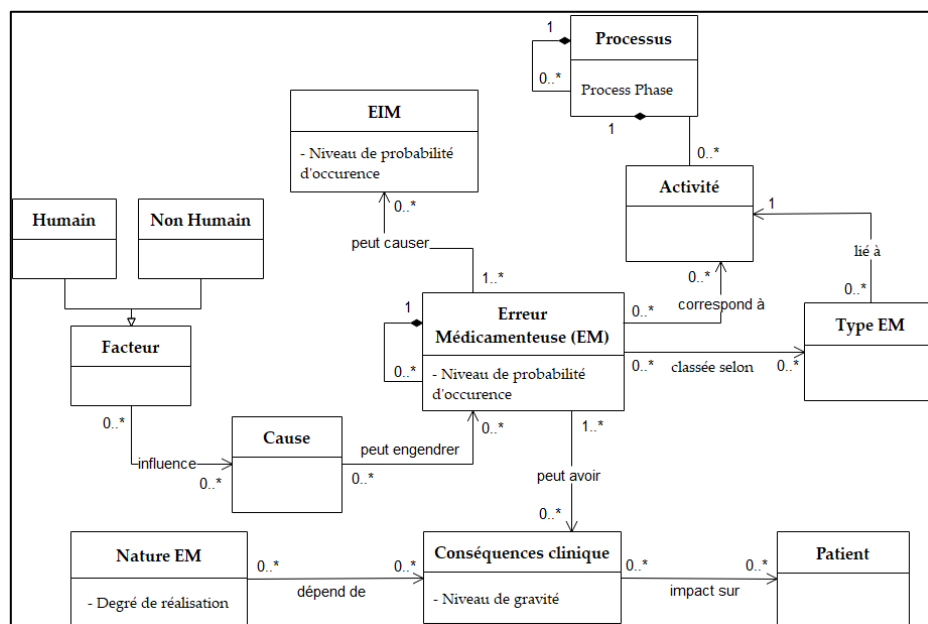 1
Processus
0..*
Process Phase
1
0..*
EIM
- Niveau de probabilité
d'occurence
0..*
Activité
1
Humain
Non Humain
peut causer
lié à
1..*
0..*
0..*
1
Erreur
Médicamenteuse (EM)
0..*
correspond à
Type EM
Facteur
- Niveau de probabilité
d'occurence
0..*
0..*
classée selon
0..*
0..*
Cause
peut engendrer
0..*
1..*
influence
0..*
0..*
peut avoir
0..*
Nature EM
- Degré de réalisation
0..*
dépend de
0..*
Conséquences clinique
- Niveau de gravité
0..*
impact sur
0..*
Patient